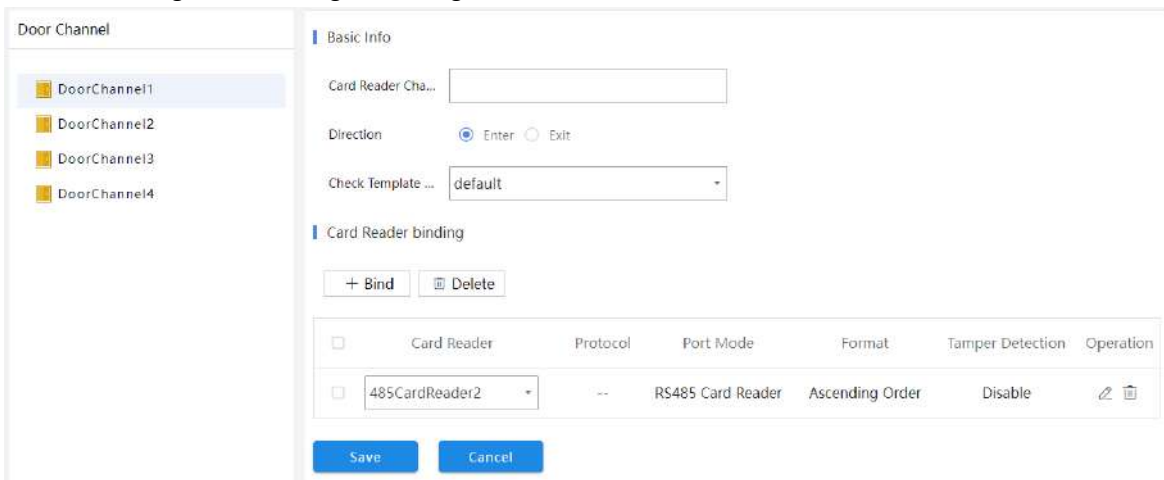 Door Channel
DoorChannel1
DoorChannel2
DoorChannel3
DoorChannel4
Basic Info
Card Reader Cha...
Direction Enter Exit
Check Template ... default
Card Reader binding
+ Bind Delete
Card Reader Protocol Port Mode Format Tamper Detection Operation
485CardReader2 -- RS485 Card Reader Ascending Order Disable
Save Cancel